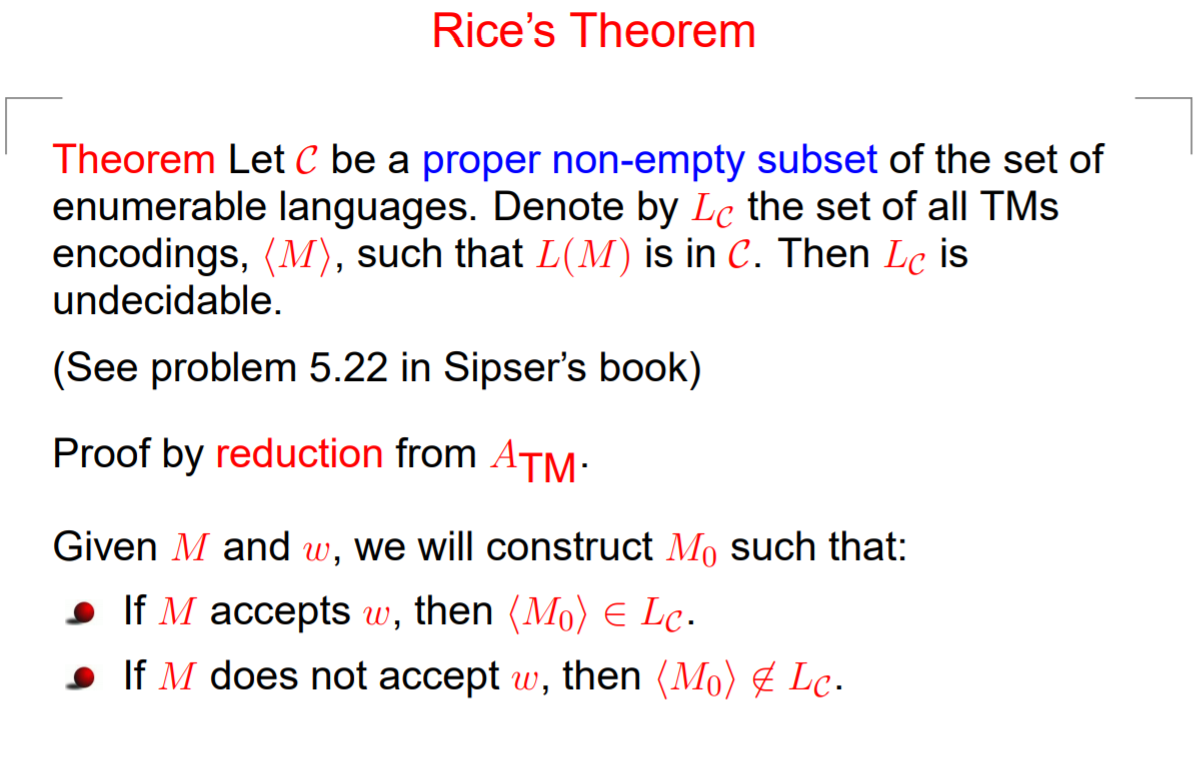 Rice's Theorem
Theorem Let 𝒞 be a proper non-empty subset of the set of
enumerable languages. Denote by L𝒞 the set of all TMs
encodings, ⟨M⟩, such that L(M) is in 𝒞. Then L𝒞 is
undecidable.
(See problem 5.22 in Sipser's book)
Proof by reduction from ATM.
Given M and w, we will construct M₀ such that:
If M accepts w, then ⟨M₀⟩ ∈ L𝒞.
If M does not accept w, then ⟨M₀⟩ ∉ L𝒞.